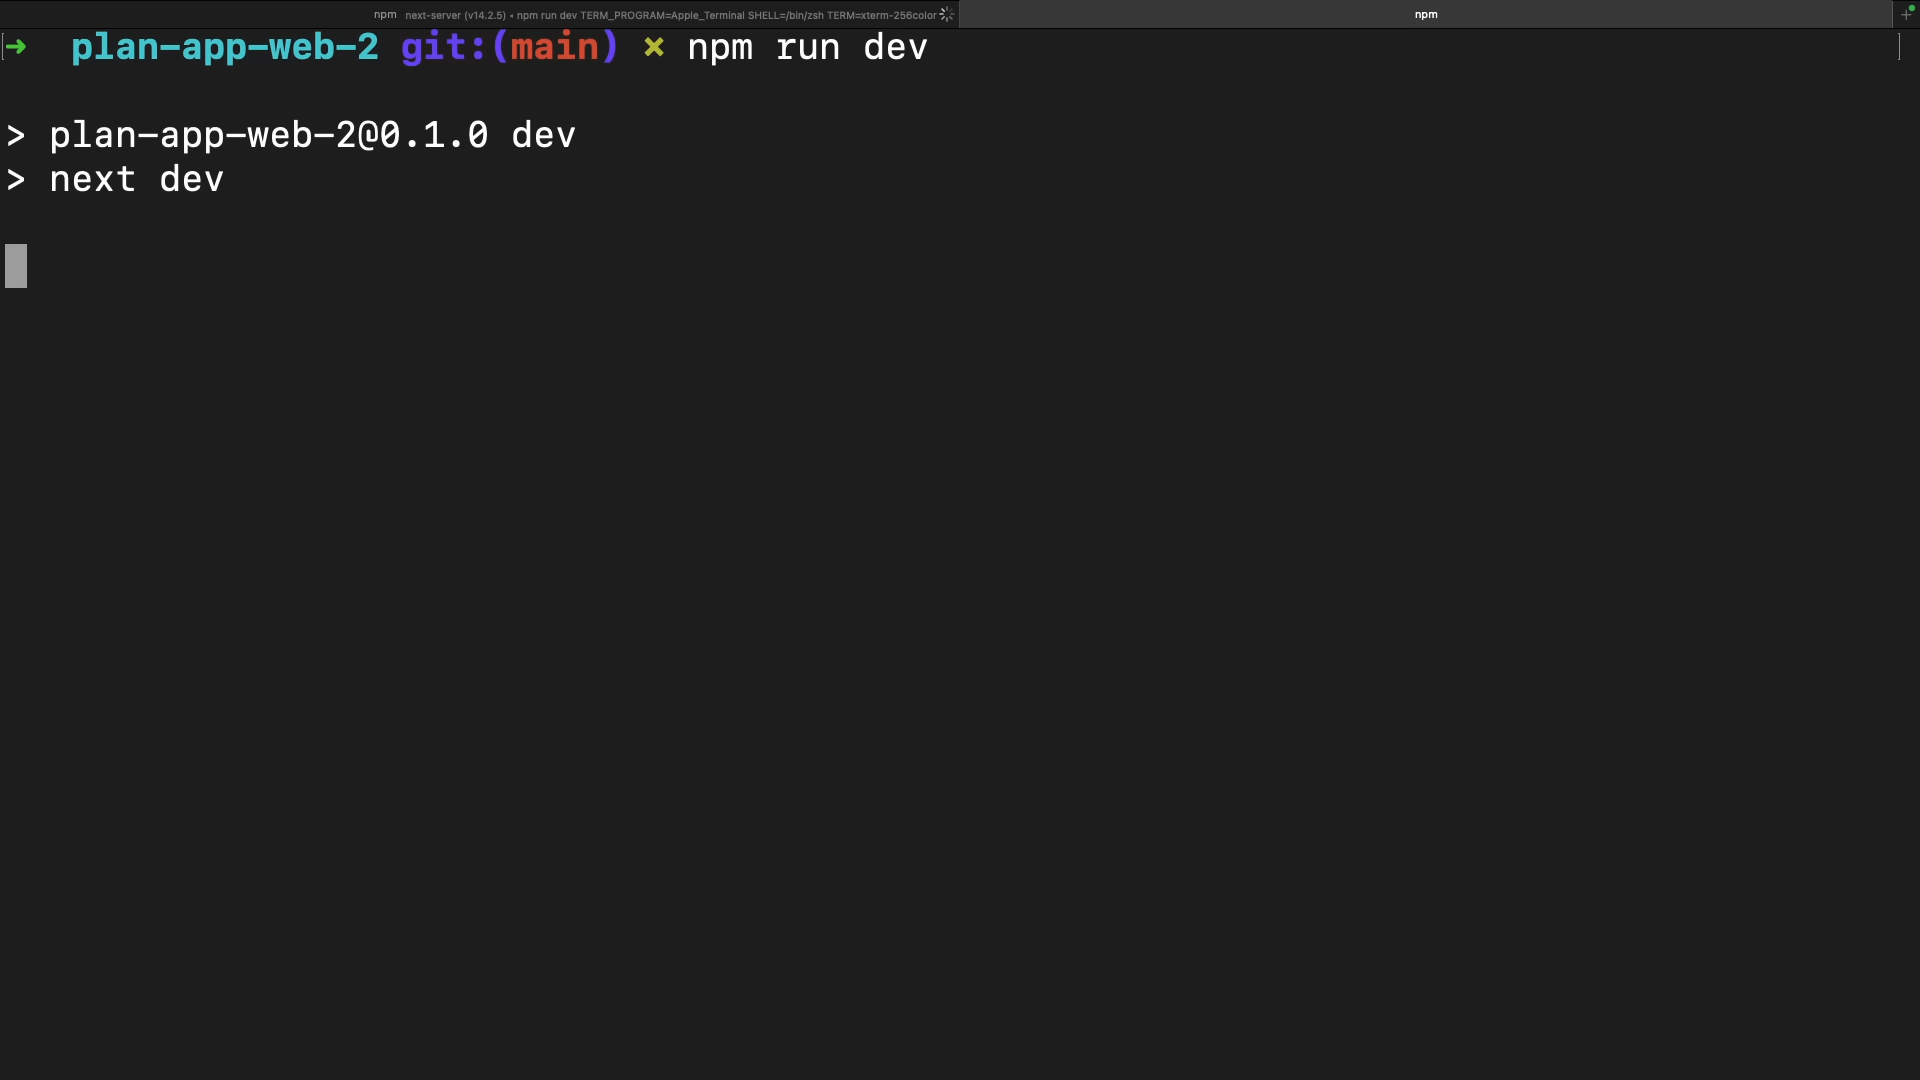 npm next-server (v14.2.5) ◂ npm run dev TERM_PROGRAM=Apple_Terminal SHELL=/bin/zsh TERM=xterm-256color
npm
+
[➜ plan-app-web-2 git:(main) ✗ npm run dev ]
> plan-app-web-2@0.1.0 dev
> next dev